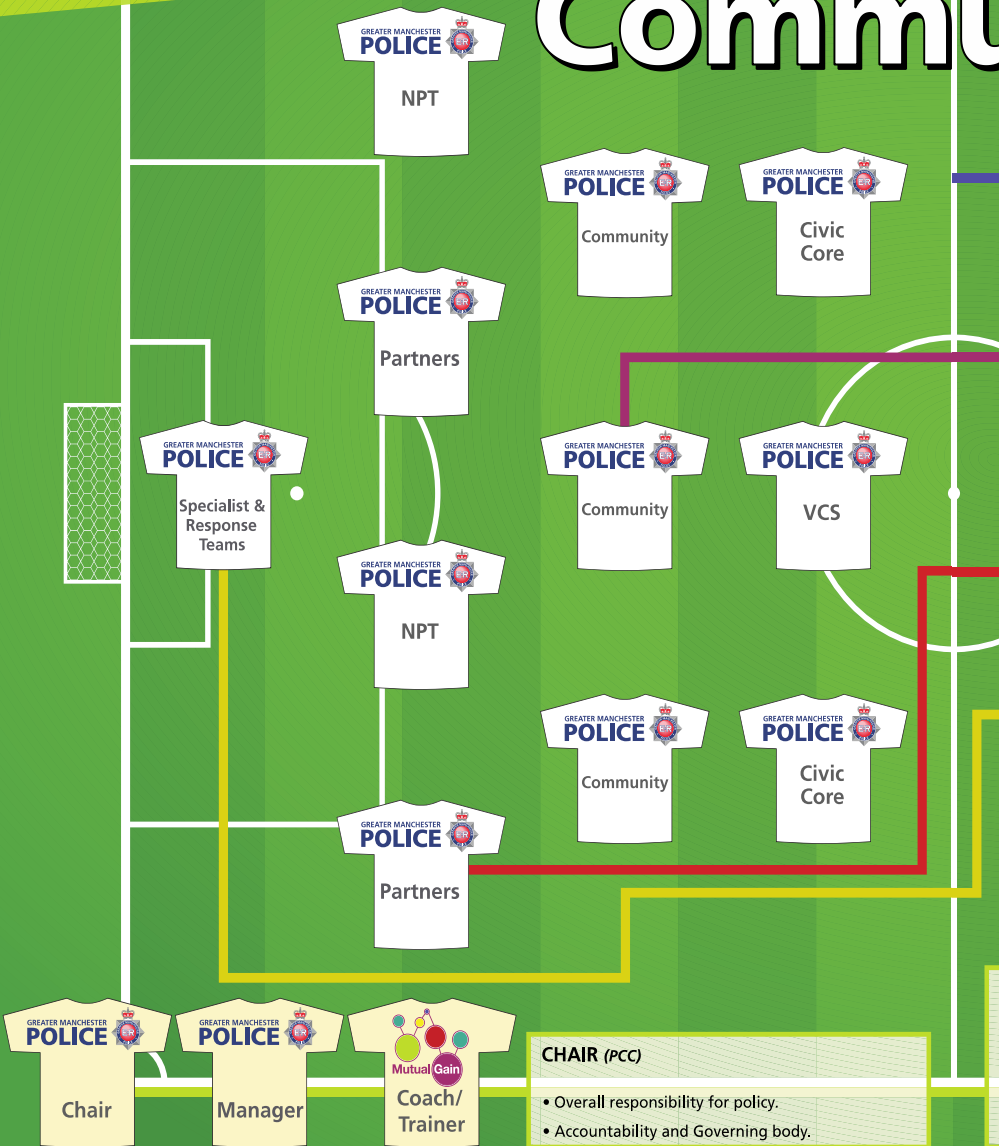 Commu
GREATER MANCHESTER
POLICE
NPT
GREATER MANCHESTER
POLICE
Community
GREATER MANCHESTER
POLICE
Civic
Core
GREATER MANCHESTER
POLICE
Partners
GREATER MANCHESTER
POLICE
Specialist &
Response
Teams
GREATER MANCHESTER
POLICE
Community
GREATER MANCHESTER
POLICE
VCS
GREATER MANCHESTER
POLICE
NPT
GREATER MANCHESTER
POLICE
Community
GREATER MANCHESTER
POLICE
Civic
Core
GREATER MANCHESTER
POLICE
Partners
GREATER MANCHESTER
POLICE
Chair
GREATER MANCHESTER
POLICE
Manager
Mutual Gain
Coach/
Trainer
CHAIR (PCC)
• Overall responsibility for policy.
• Accountability and Governing body.